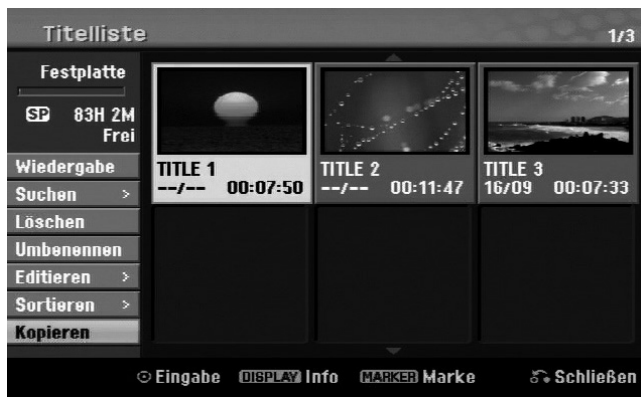 Titelliste
1/3
Festplatte
SP 83H 2M
Frei
Wiedergabe
Suchen >
Löschen
Umbenennen
Editieren >
Sortieren >
Kopieren
TITLE 1
--/-- 00:07:50
TITLE 2
--/-- 00:11:47
TITLE 3
16/09 00:07:33
Eingabe DISPLAY Info MARKER Marke Schließen